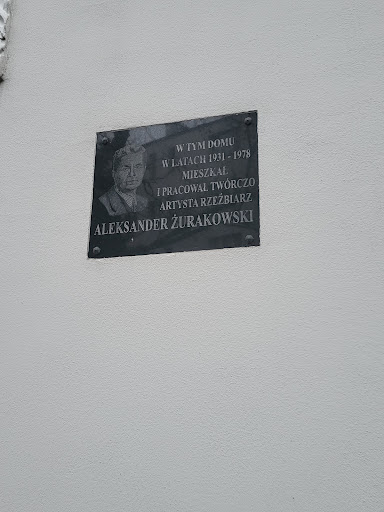 W TYM DOMU
W LATACH 1931 - 1978
MIESZKAŁ
I PRACOWAŁ TWÓRCZO
ARTYSTA RZEŹBIARZ
ALEKSANDER ŻURAKOWSKI